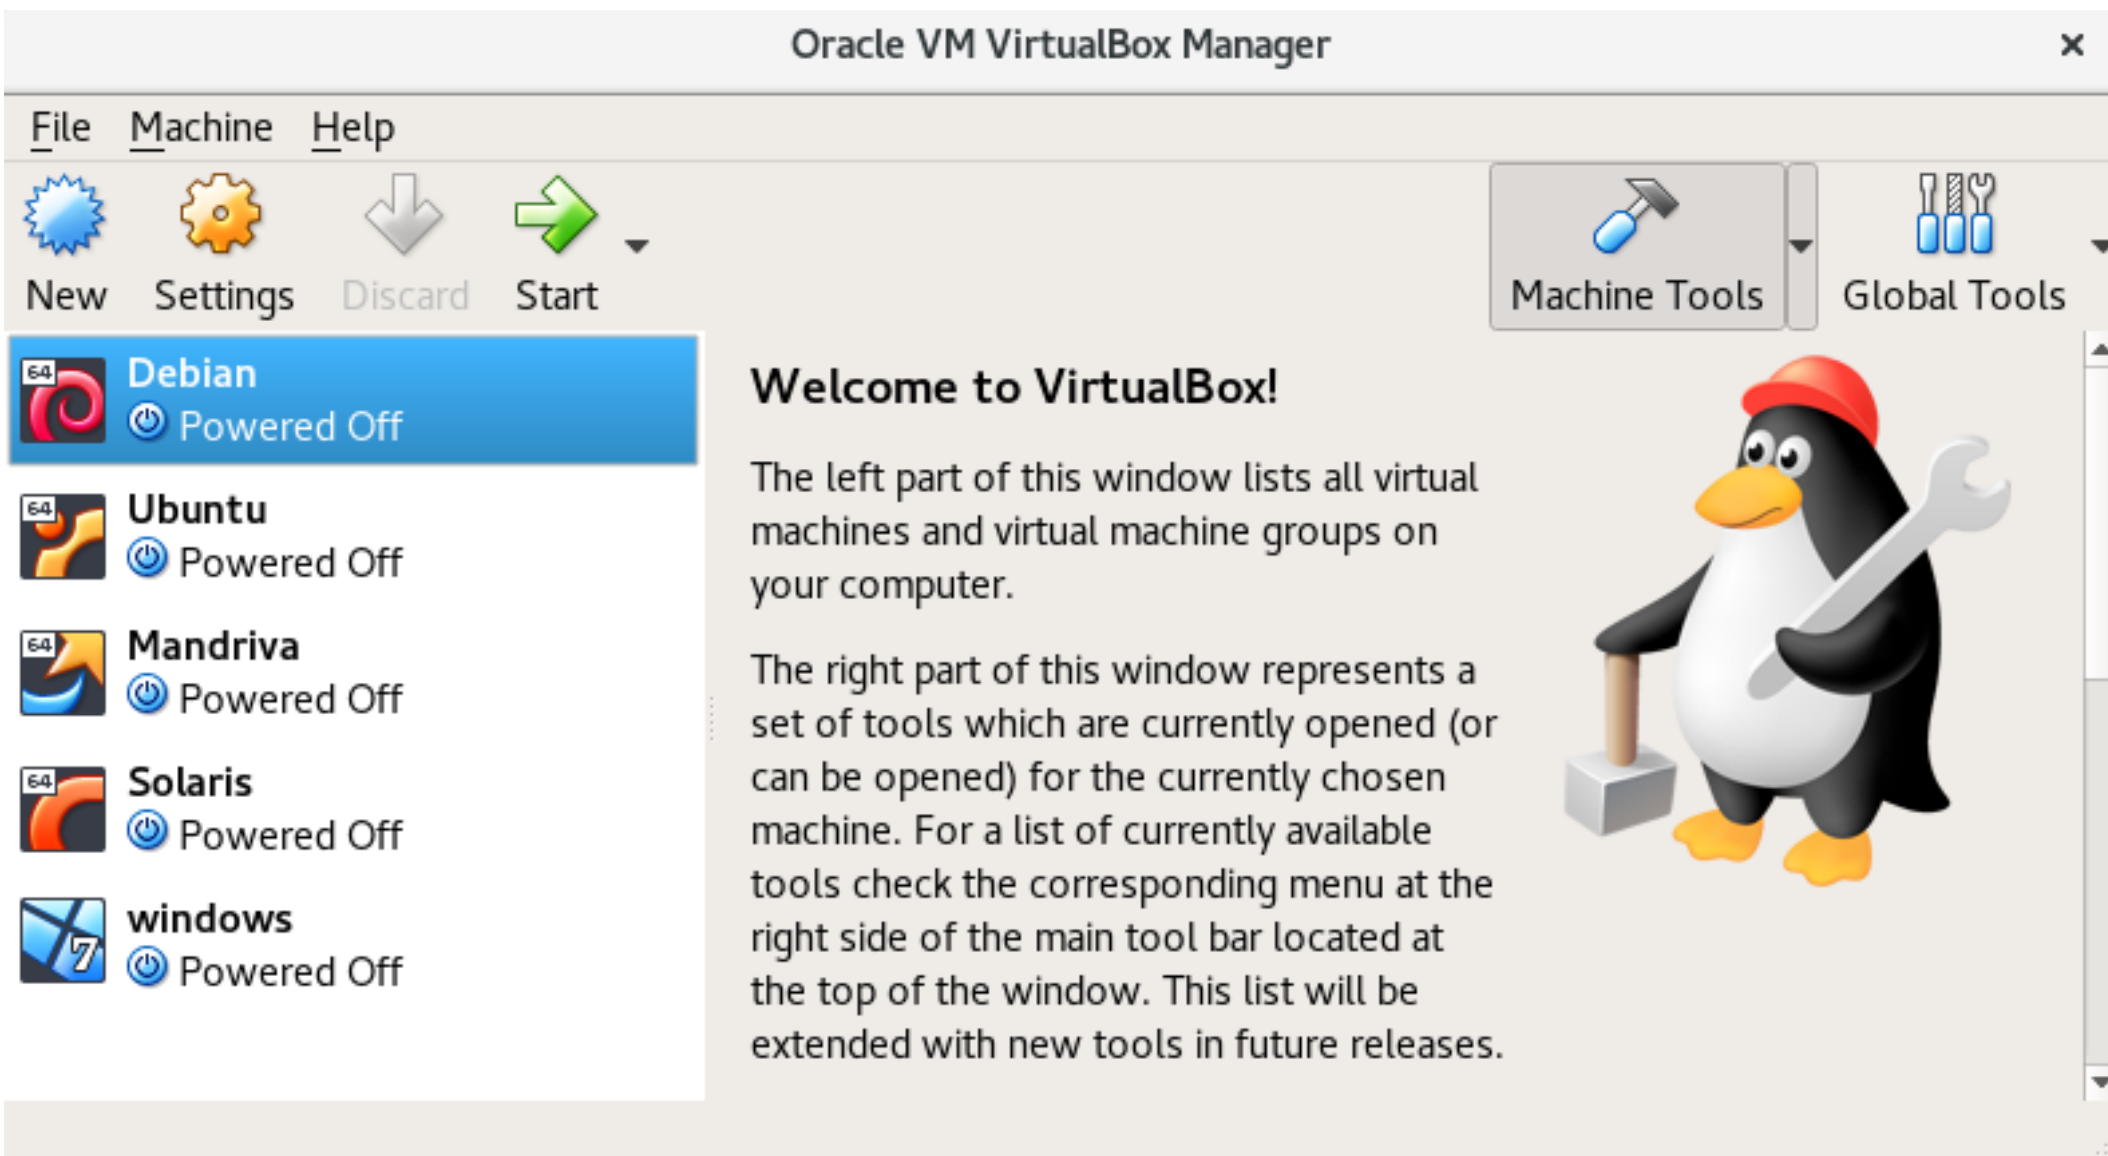 Oracle VM VirtualBox Manager
File Machine Help
New Settings Discard Start Machine Tools Global Tools
64 Debian
Powered Off
64 Ubuntu
Powered Off
64 Mandriva
Powered Off
64 Solaris
Powered Off
7 windows
Powered Off
Welcome to VirtualBox!
The left part of this window lists all virtual
machines and virtual machine groups on
your computer.
The right part of this window represents a
set of tools which are currently opened (or
can be opened) for the currently chosen
machine. For a list of currently available
tools check the corresponding menu at the
right side of the main tool bar located at
the top of the window. This list will be
extended with new tools in future releases.